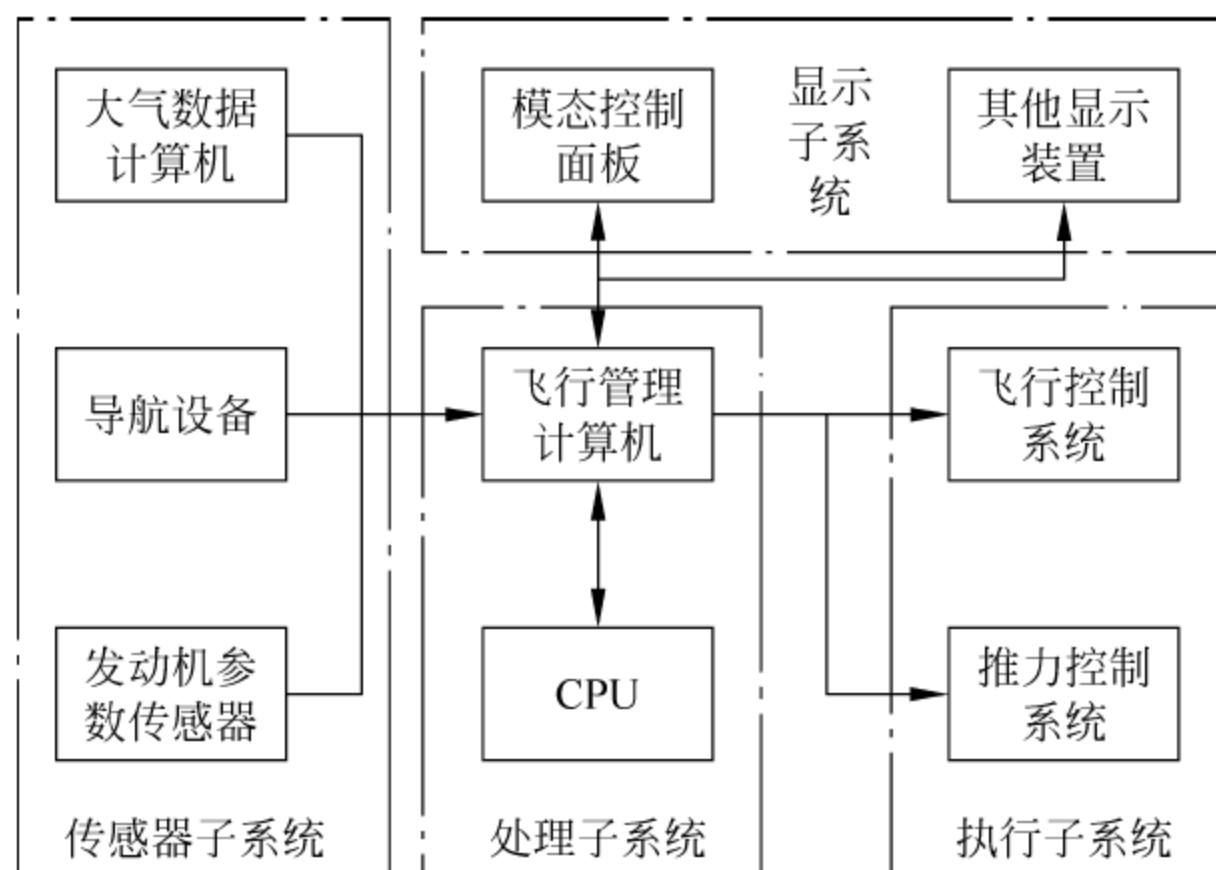 大气数据
计算机
模态控制
面板
显示
子系
统
其他显示
装置
导航设备
飞行管理
计算机
飞行控制
系统
发动机参
数传感器
CPU
推力控制
系统
传感器子系统
处理子系统
执行子系统